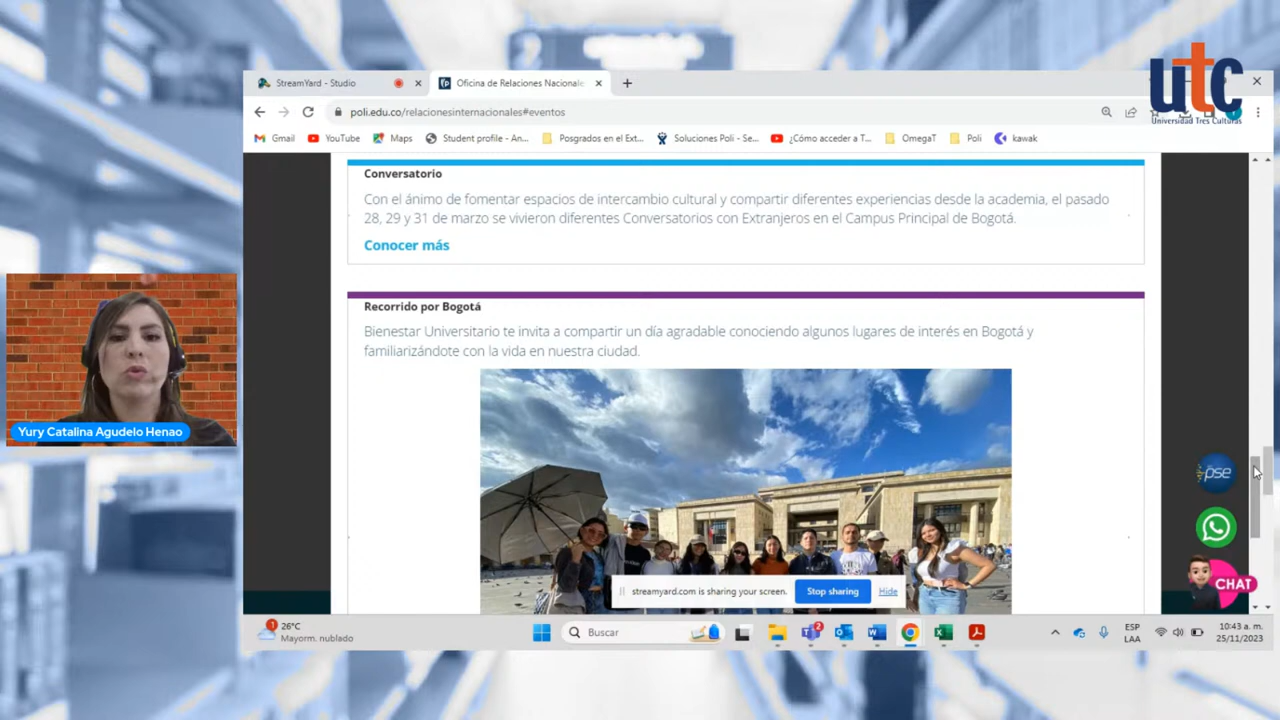 utc
Universidad Tres Culturas
StreamYard - Studio
Oficina de Relaciones Nacionale
poli.edu.co/relacionesinternacionales#eventos
Gmail
YouTube
Maps
Student profile - An...
Posgrados en el Ext...
Soluciones Poli - Se...
¿Cómo acceder a T...
OmegaT
Poli
kawak
Conversatorio
Con el ánimo de fomentar espacios de intercambio cultural y compartir diferentes experiencias desde la academia, el pasado
28, 29 y 31 de marzo se vivieron diferentes Conversatorios con Extranjeros en el Campus Principal de Bogotá.
Conocer más
Recorrido por Bogotá
Bienestar Universitario te invita a compartir un día agradable conociendo algunos lugares de interés en Bogotá y
familiarizándote con la vida en nuestra ciudad.
Yury Catalina Agudelo Henao
pse
CHAT
streamyard.com is sharing your screen.
Stop sharing
Hide
1
26°C
Mayorm. nublado
Buscar
2
ESP
LAA
10:43 a. m.
25/11/2023